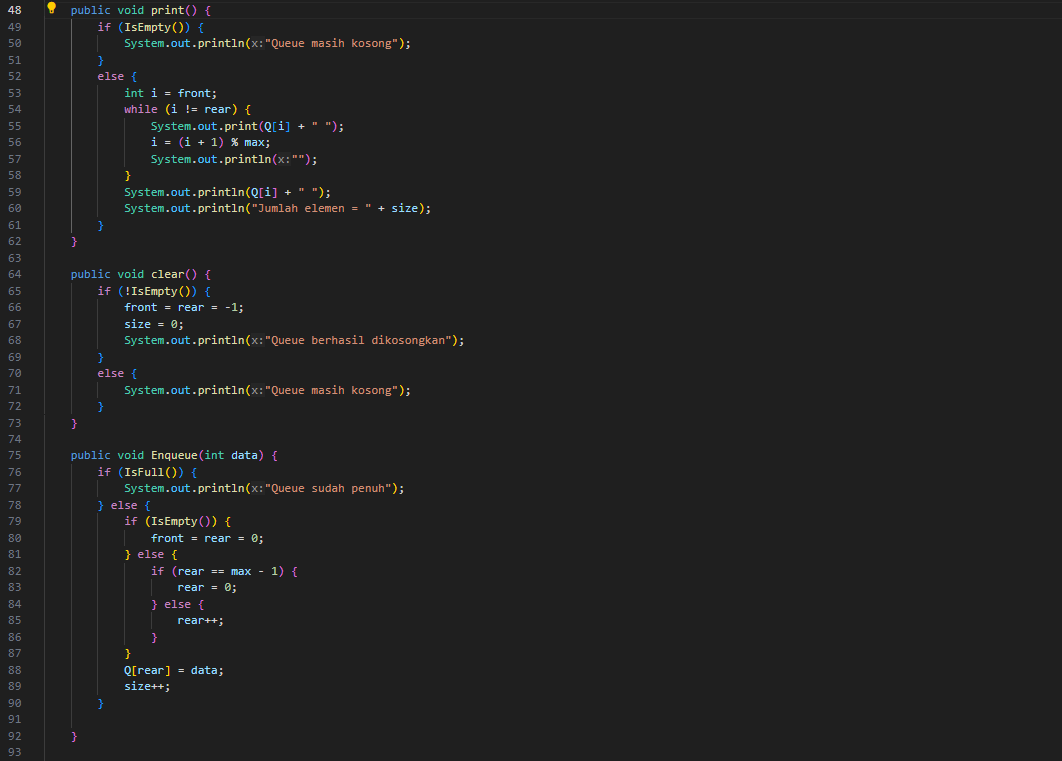 48 public void print() {
49 if (IsEmpty()) {
50 System.out.println(x:"Queue masih kosong");
51 }
52 else {
53 int i = front;
54 while (i != rear) {
55 System.out.print(Q[i] + " ");
56 i = (i + 1) % max;
57 System.out.println(x:"");
58 }
59 System.out.println(Q[i] + " ");
60 System.out.println("Jumlah elemen = " + size);
61 }
62 }
63
64 public void clear() {
65 if (!IsEmpty()) {
66 front = rear = -1;
67 size = 0;
68 System.out.println(x:"Queue berhasil dikosongkan");
69 }
70 else {
71 System.out.println(x:"Queue masih kosong");
72 }
73 }
74
75 public void Enqueue(int data) {
76 if (IsFull()) {
77 System.out.println(x:"Queue sudah penuh");
78 } else {
79 if (IsEmpty()) {
80 front = rear = 0;
81 } else {
82 if (rear == max - 1) {
83 rear = 0;
84 } else {
85 rear++;
86 }
87 }
88 Q[rear] = data;
89 size++;
90 }
91
92 }
93